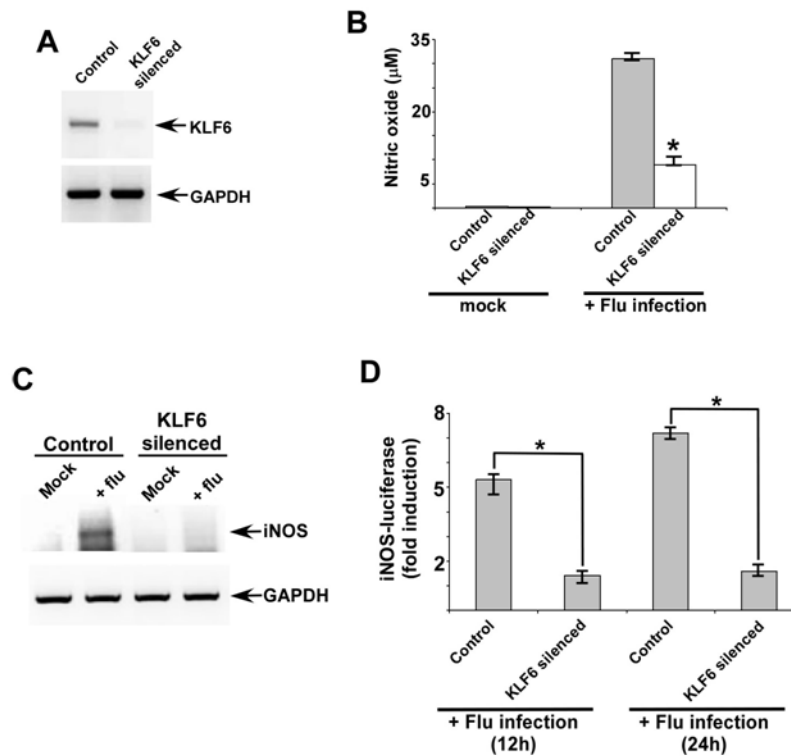 A
Control
KLF6
silenced
KLF6
GAPDH
B
Nitric oxide (µM)
35
20
5
Control
KLF6 silenced
mock
*
Control
KLF6 silenced
+ Flu infection
C
Control
KLF6
silenced
Mock
+ flu
Mock
+ flu
iNOS
GAPDH
D
iNOS-luciferase
(fold induction)
8
5
2
*
*
Control
KLF6 silenced
Control
KLF6 silenced
+ Flu infection
(12h)
+ Flu infection
(24h)